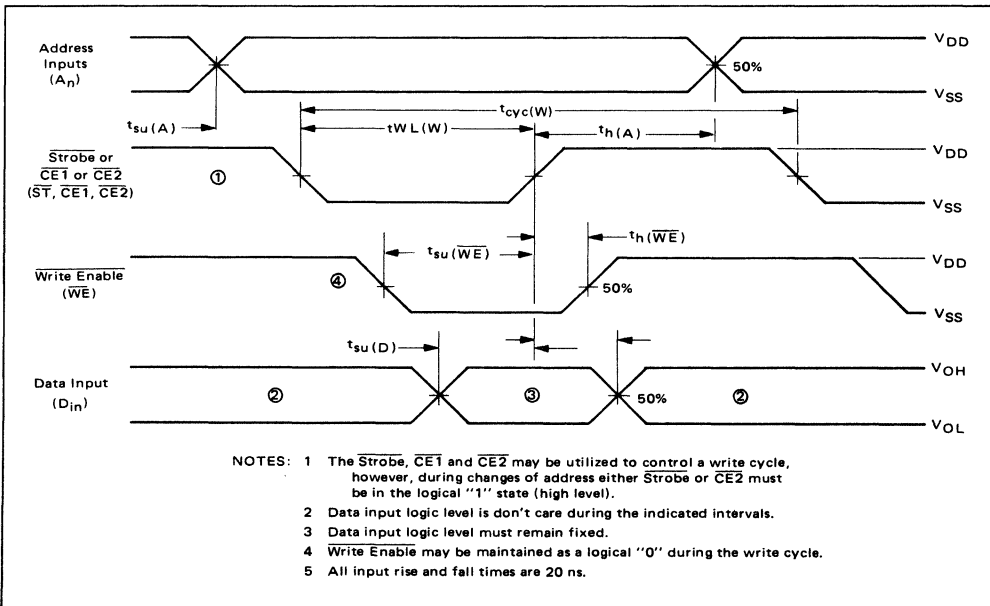 Address
Inputs
(An)
VDD
50%
VSS
tcyc(W)
tsu(A)
tWL(W)
th(A)
Strobe or
CE1 or CE2
(ST, CE1, CE2)
①
VDD
VSS
tsu(WE)
th(WE)
Write Enable
(WE)
④
VDD
50%
VSS
tsu(D)
Data Input
(Din)
②
③
50%
②
VOH
VOL
NOTES: 1 The Strobe, CE1 and CE2 may be utilized to control a write cycle,
however, during changes of address either Strobe or CE2 must
be in the logical "1" state (high level).
2 Data input logic level is don't care during the indicated intervals.
3 Data input logic level must remain fixed.
4 Write Enable may be maintained as a logical "0" during the write cycle.
5 All input rise and fall times are 20 ns.